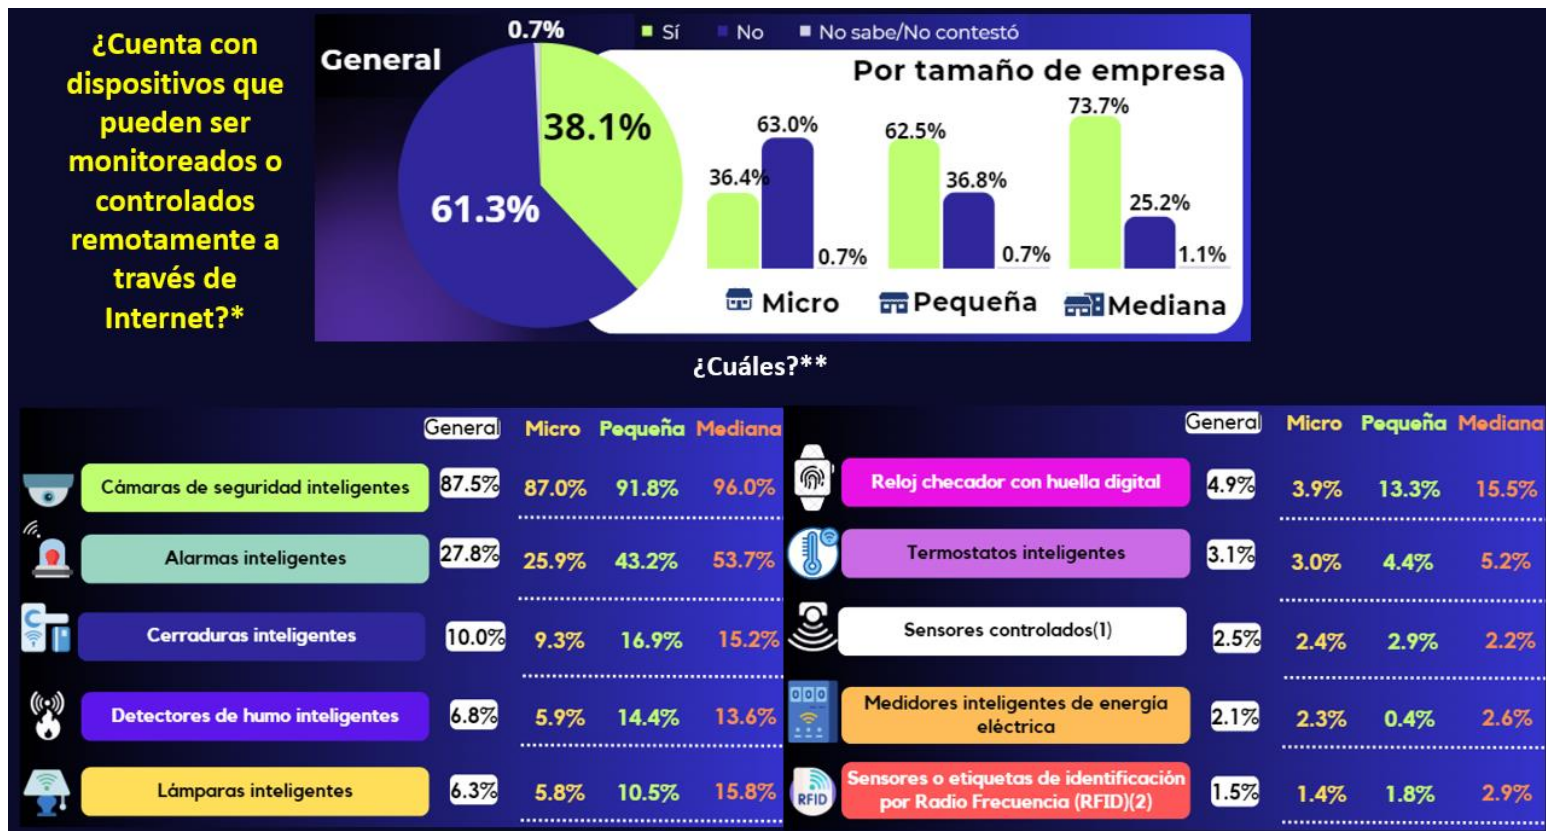 ¿Cuenta con
dispositivos que
pueden ser
monitoreados o
controlados
remotamente a
través de
Internet?*
General
0.7%
38.1%
61.3%
Sí No No sabe/No contestó
Por tamaño de empresa
36.4% 63.0% 0.7%
62.5% 36.8% 0.7%
73.7% 25.2% 1.1%
Micro Pequeña Mediana
¿Cuáles?**
General Micro Pequeña Mediana
Cámaras de seguridad inteligentes 87.5% 87.0% 91.8% 96.0%
Alarmas inteligentes 27.8% 25.9% 43.2% 53.7%
Cerraduras inteligentes 10.0% 9.3% 16.9% 15.2%
Detectores de humo inteligentes 6.8% 5.9% 14.4% 13.6%
Lámparas inteligentes 6.3% 5.8% 10.5% 15.8%
General Micro Pequeña Mediana
Reloj checador con huella digital 4.9% 3.9% 13.3% 15.5%
Termostatos inteligentes 3.1% 3.0% 4.4% 5.2%
Sensores controlados(1) 2.5% 2.4% 2.9% 2.2%
Medidores inteligentes de energía
eléctrica 2.1% 2.3% 0.4% 2.6%
RFID
Sensores o etiquetas de identificación
por Radio Frecuencia (RFID)(2) 1.5% 1.4% 1.8% 2.9%